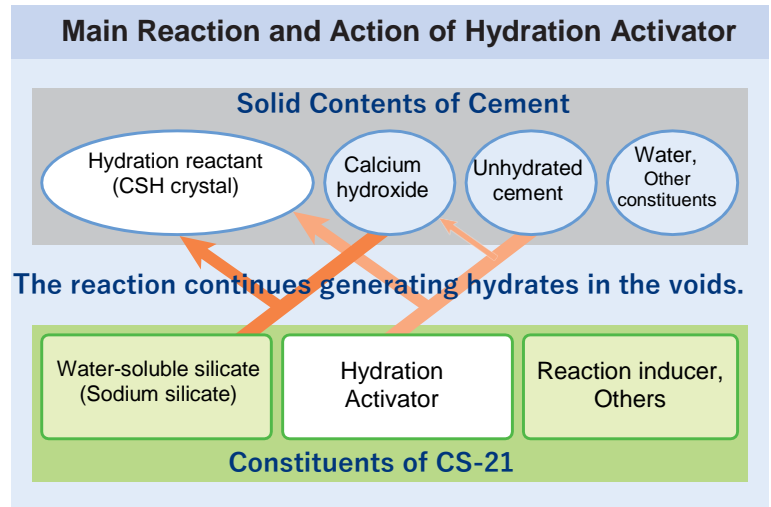 Main Reaction and Action of Hydration Activator
Solid Contents of Cement
Hydration reactant
(CSH crystal)
Calcium
hydroxide
Unhydrated
cement
Water,
Other
constituents
The reaction continues generating hydrates in the voids.
Water-soluble silicate
(Sodium silicate)
Hydration
Activator
Reaction inducer,
Others
Constituents of CS-21